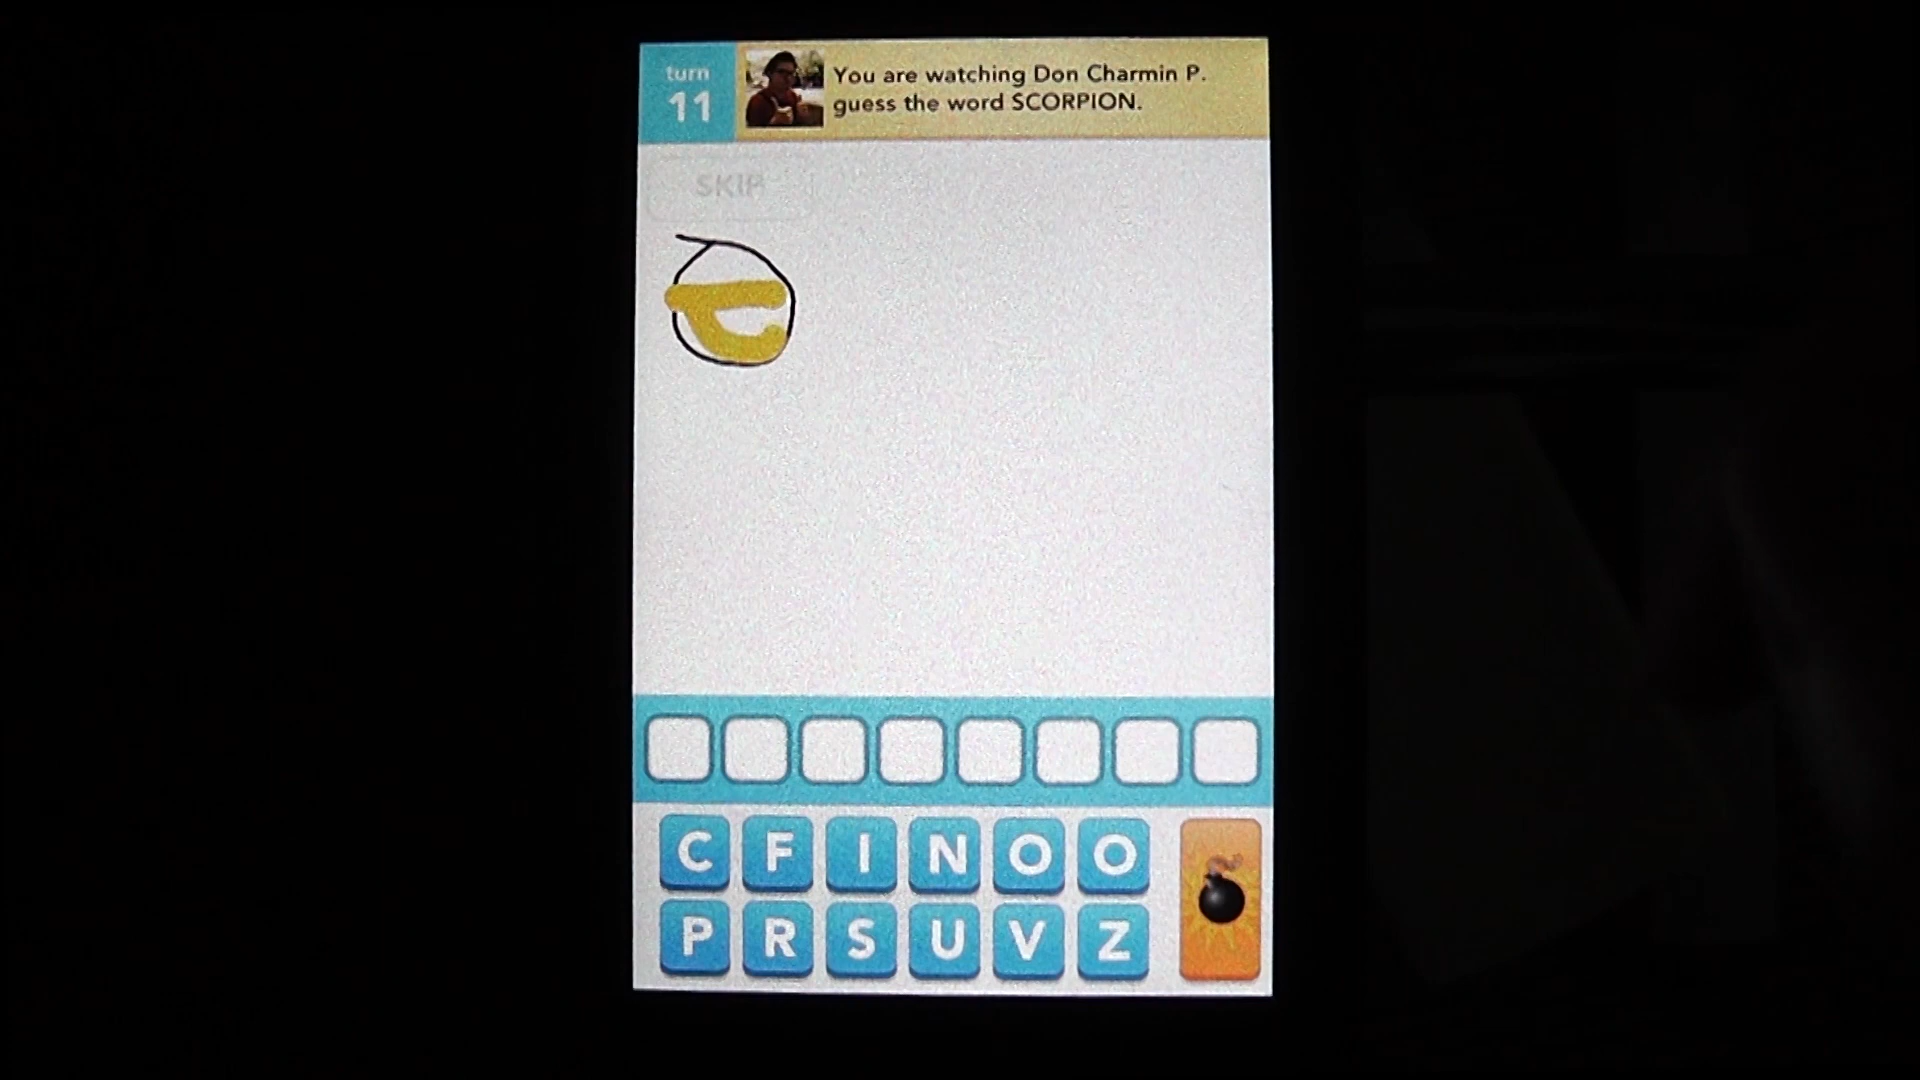 turn
11
You are watching Don Charmin P.
guess the word SCORPION.
SKIP
C F I N O O
P R S U V Z